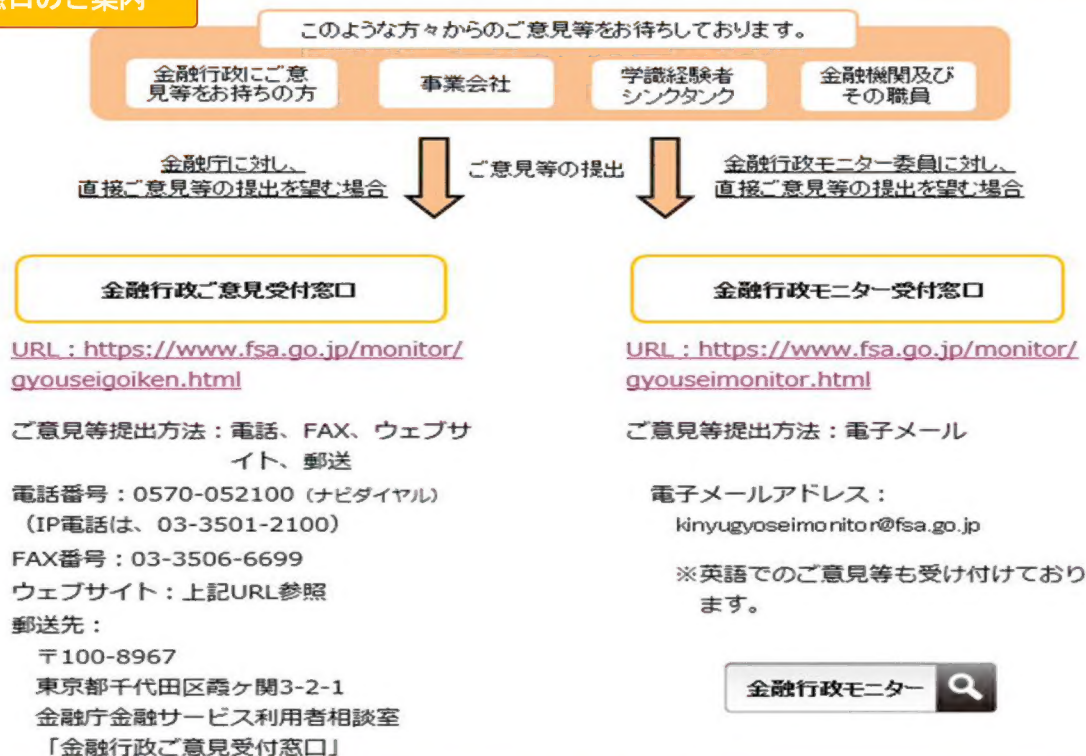 窓口のご案内
このような方々からのご意見等をお待ちしております。
金融行政にご意
見等をお持ちの方
事業会社
学識経験者
シンクタンク
金融機関及び
その職員
金融庁に対し、
直接ご意見等の提出を望む場合
ご意見等の提出
金融行政モニター委員に対し、
直接ご意見等の提出を望む場合
金融行政ご意見受付窓口
URL：https://www.fsa.go.jp/monitor/
gyouseigoiken.html
ご意見等提出方法：電話、FAX、ウェブサ
イト、郵送
電話番号：0570-052100（ナビダイヤル）
（IP電話は、03-3501-2100）
FAX番号：03-3506-6699
ウェブサイト：上記URL参照
郵送先：
〒100-8967
東京都千代田区霞ヶ関3-2-1
金融庁金融サービス利用者相談室
「金融行政ご意見受付窓口」
金融行政モニター受付窓口
URL：https://www.fsa.go.jp/monitor/
gyouseimonitor.html
ご意見等提出方法：電子メール
電子メールアドレス：
kinyugyoseimonitor@fsa.go.jp
※英語でのご意見等も受け付けており
ます。
金融行政モニター